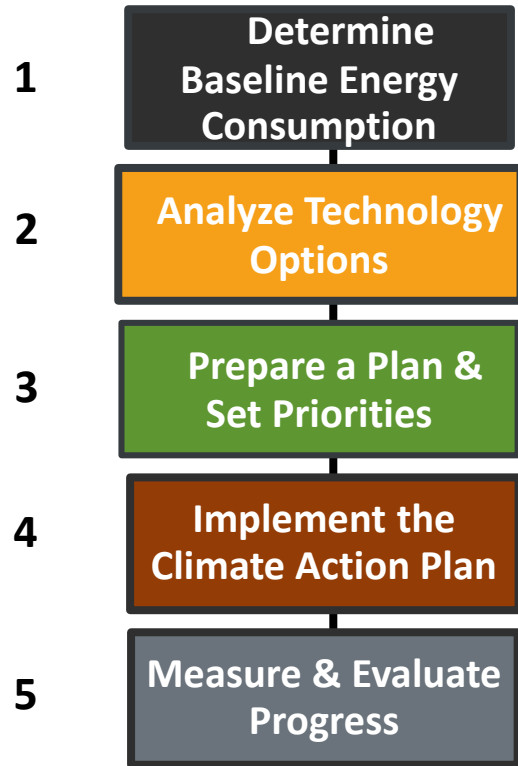 1
Determine
Baseline Energy
Consumption
2
Analyze Technology
Options
3
Prepare a Plan &
Set Priorities
4
Implement the
Climate Action Plan
5
Measure & Evaluate
Progress